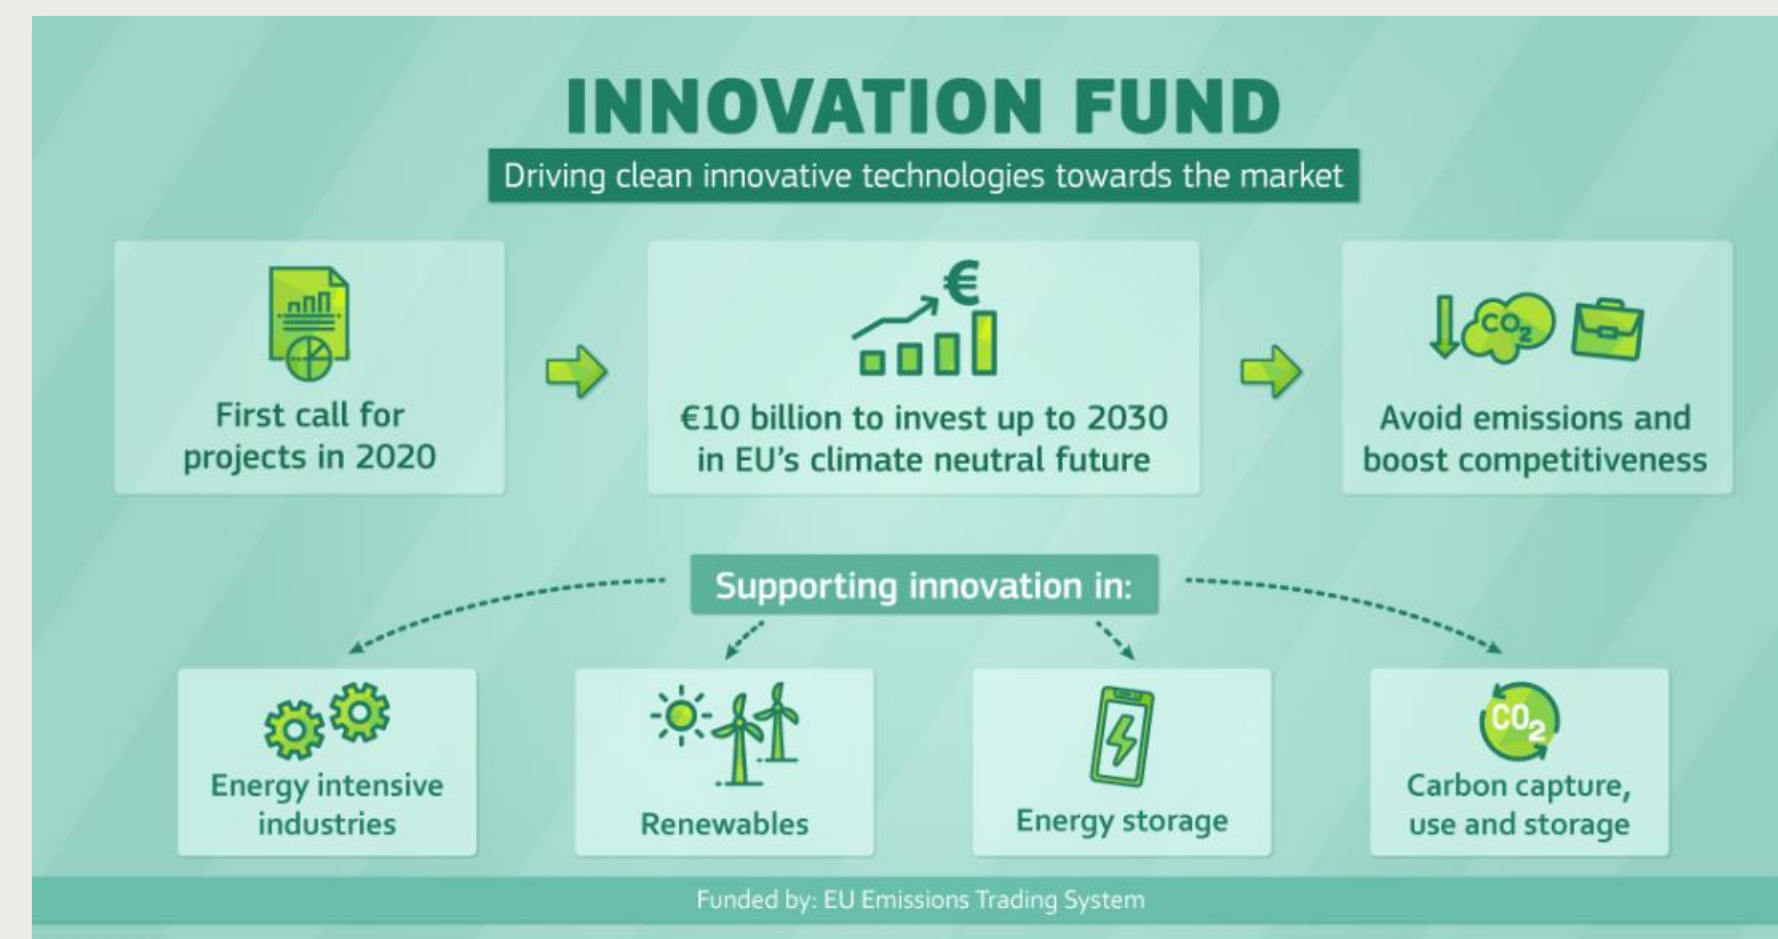 INNOVATION FUND
Driving clean innovative technologies towards the market
€
CO₂
First call for
projects in 2020
€10 billion to invest up to 2030
in EU's climate neutral future
Avoid emissions and
boost competitiveness
Supporting innovation in:
Energy intensive
industries
Renewables
Energy storage
CO₂
Carbon capture,
use and storage
Funded by: EU Emissions Trading System